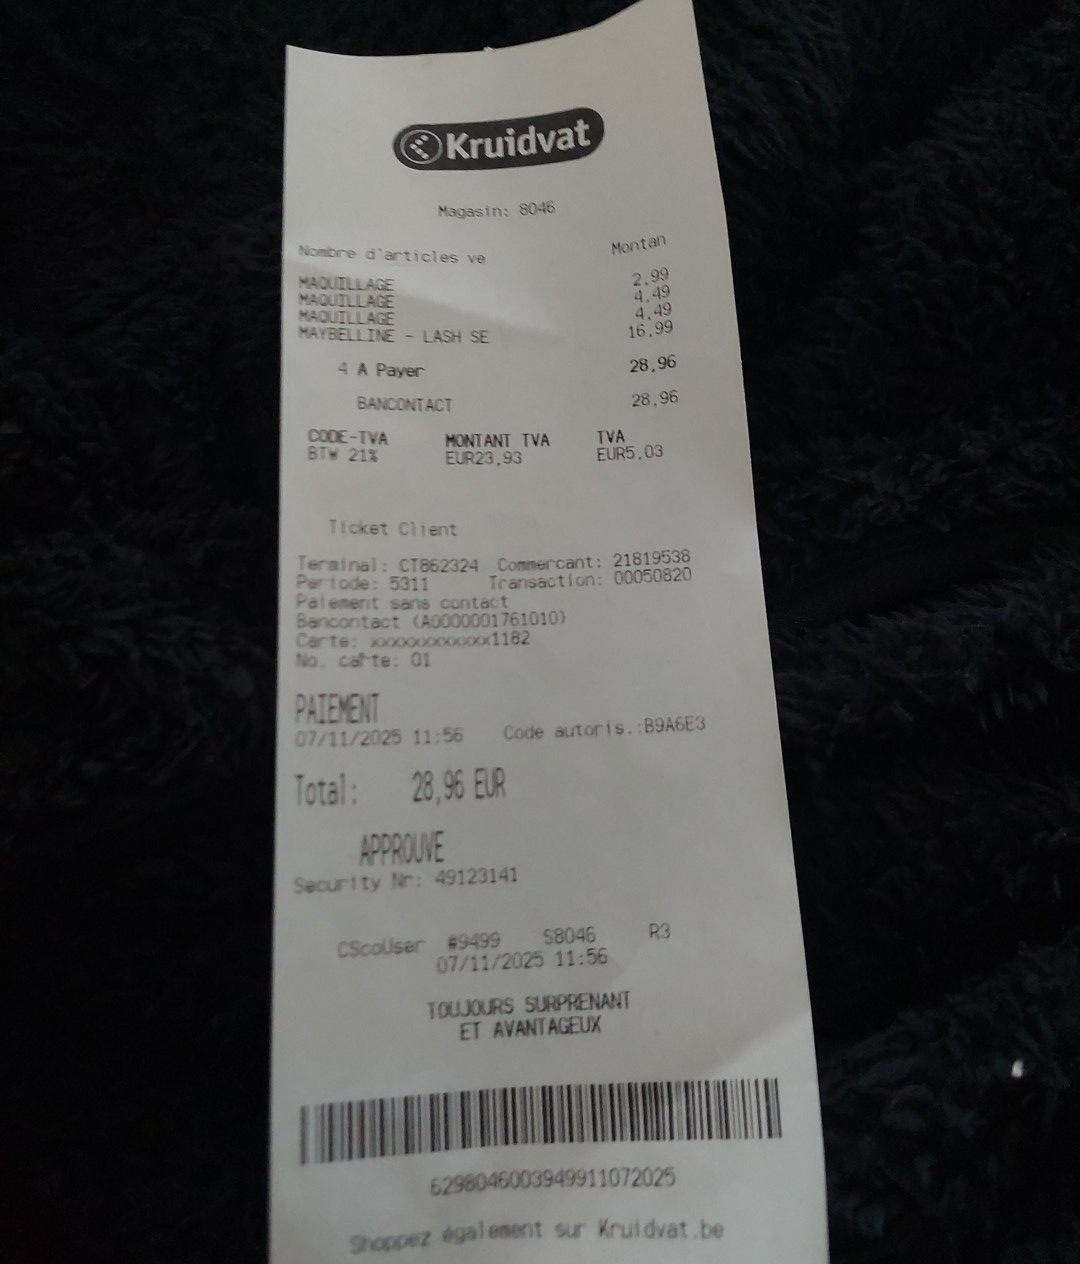 Kruidvat
Magasin: 8046
Nombre d'articles ve Montan
MAQUILLAGE 2,99
MAQUILLAGE 4,49
MAQUILLAGE 4,49
MAYBELLINE - LASH SE 16,99
4 A Payer 28,96
BANCONTACT 28,96
CODE-TVA MONTANT TVA TVA
BTW 21% EUR23,93 EUR5,03
Ticket Client
Terminal: CT862324 Commercant: 21819538
Periode: 5311 Transaction: 00050820
Paiement sans contact
Bancontact (A0000001761010)
Carte: xxxxxxxxxxxxx1182
No. carte: 01
PAIEMENT
07/11/2025 11:56 Code autoris.:B9A6E3
Total: 28,96 EUR
APPROUVE
Security Nr: 49123141
CScoUser #9499 S8046 R3
07/11/2025 11:56
TOUJOURS SURPRENANT
ET AVANTAGEUX
6298046003949911072025
Shoppez également sur Kruidvat.be